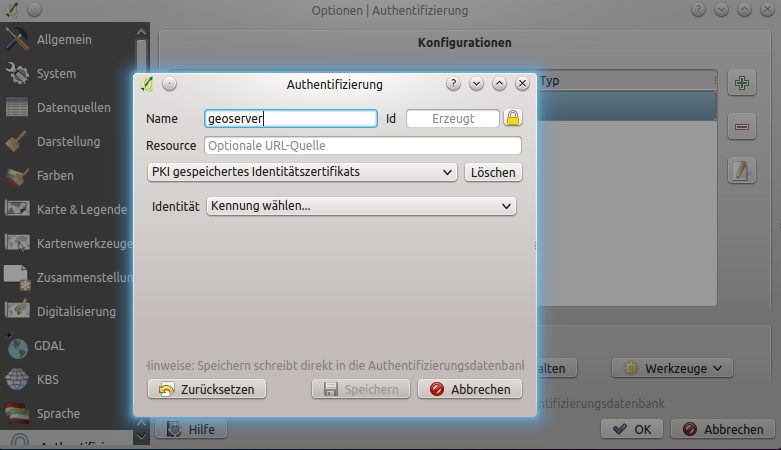 Optionen | Authentifizierung
Allgemein
System
Datenquellen
Darstellung
Farben
Karte & Legende
Kartenwerkzeuge
Zusammenstellun
Digitalisierung
GDAL
KBS
Sprache
Authentifizier
Konfigurationen
Typ
Authentifizierung
Name geoserver Id Erzeugt
Resource Optionale URL-Quelle
PKI gespeichertes Identitätszertifikats Löschen
Identität Kennung wählen...
Hinweise: Speichern schreibt direkt in die Authentifizierungsdatenbank
Zurücksetzen Speichern Abbrechen
alten Werkzeuge
ntifizierungsdatenbank
Hilfe OK Abbrechen